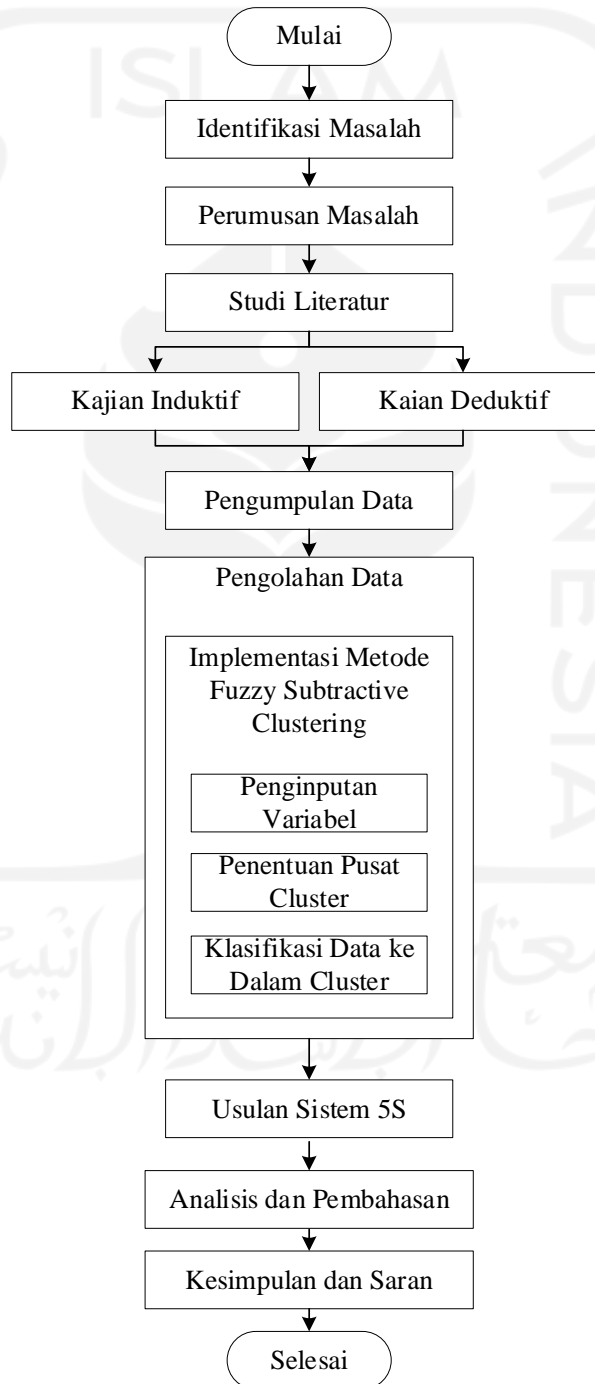 Mulai
ISLAM
Identifikasi Masalah
Perumusan Masalah
Studi Literatur
Kajian Induktif
Kaian Deduktif
INDONESIA
Pengumpulan Data
Pengolahan Data
Implementasi Metode
Fuzzy Subtractive
Clustering
Penginputan
Variabel
Penentuan Pusat
Cluster
Klasifikasi Data ke
Dalam Cluster
Usulan Sistem 5S
Analisis dan Pembahasan
Kesimpulan dan Saran
Selesai